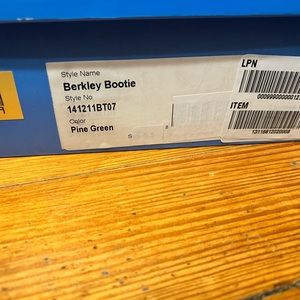 Style Name
Berkley Bootie
Style No
141211BT07
Color
Pine Green
S
LPN
ITEM